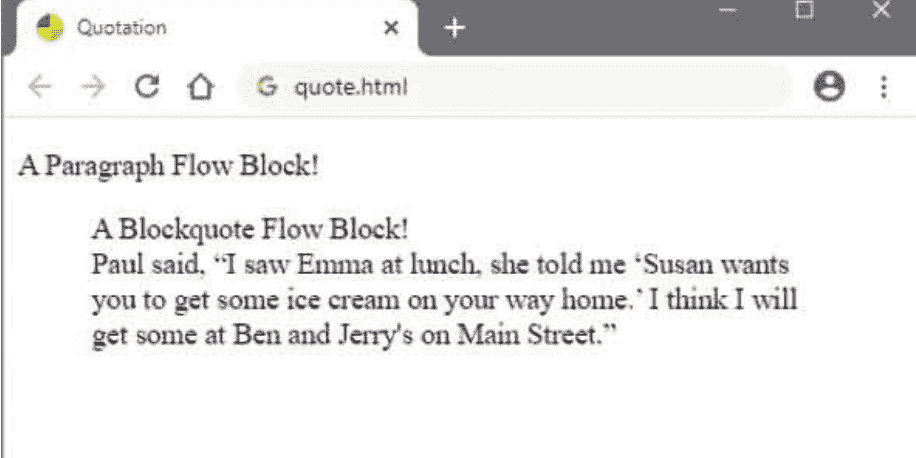 Quotation
quote.html
A Paragraph Flow Block!
A Blockquote Flow Block!
Paul said, “I saw Emma at lunch, she told me ‘Susan wants
you to get some ice cream on your way home.’ I think I will
get some at Ben and Jerry's on Main Street.”